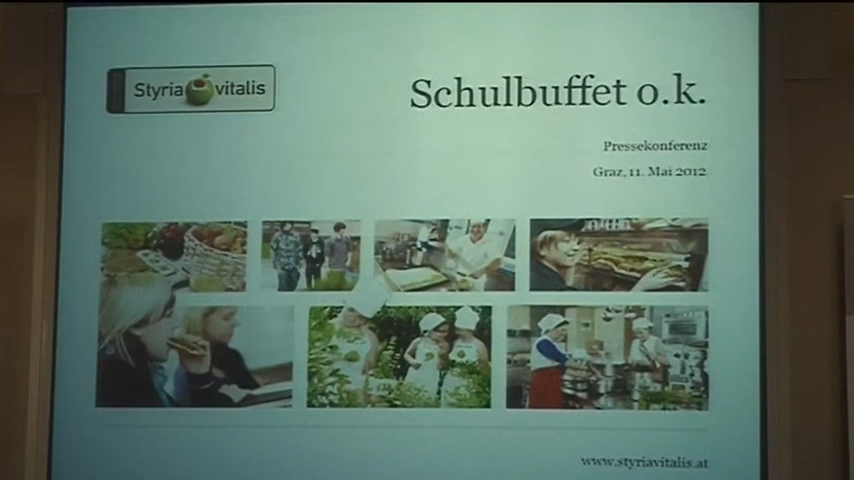 Styria vitalis
Schulbuffet o.k.
Pressekonferenz
Graz, 11. Mai 2012
www.styriavitalis.at